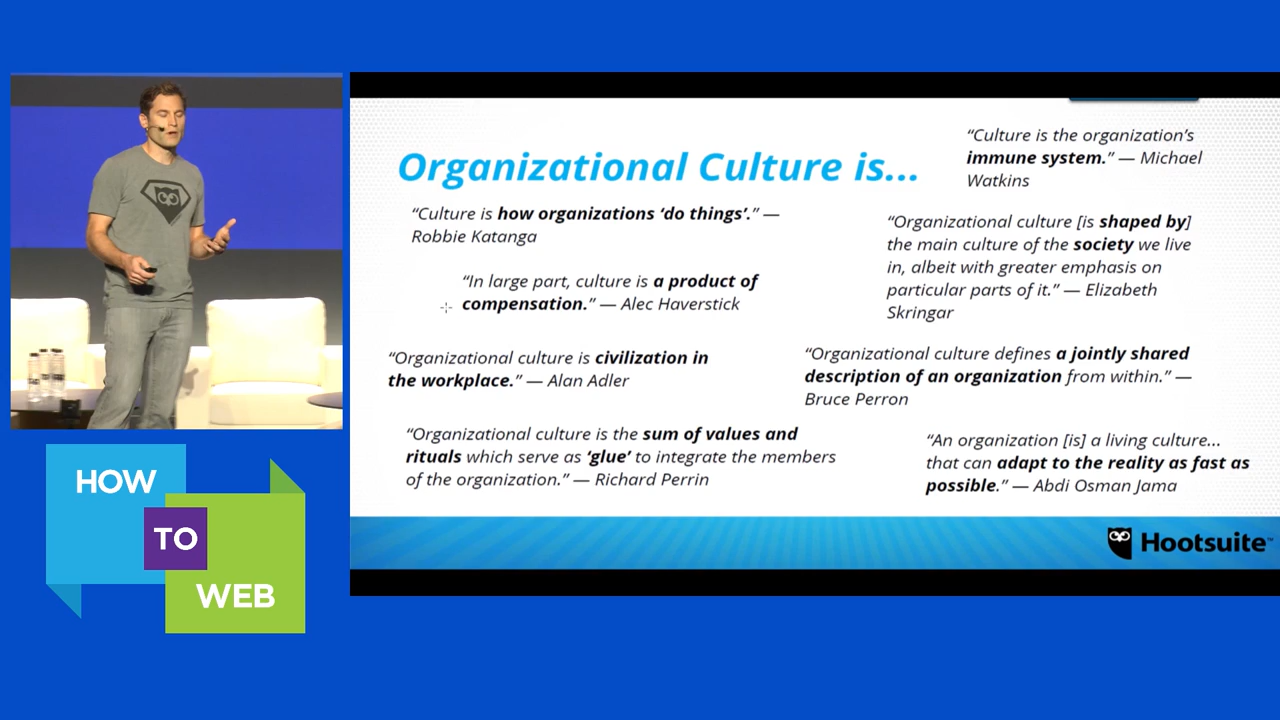 Organizational Culture is...
“Culture is the organization’s
immune system.” — Michael
Watkins
“Culture is how organizations ‘do things’.” —
Robbie Katanga
“Organizational culture [is shaped by]
the main culture of the society we live
in, albeit with greater emphasis on
particular parts of it.” — Elizabeth
Skringar
“In large part, culture is a product of
compensation.” — Alec Haverstick
“Organizational culture is civilization in
the workplace.” — Alan Adler
“Organizational culture defines a jointly shared
description of an organization from within.” —
Bruce Perron
“Organizational culture is the sum of values and
rituals which serve as ‘glue’ to integrate the members
of the organization.” — Richard Perrin
“An organization [is] a living culture...
that can adapt to the reality as fast as
possible.” — Abdi Osman Jama
Hootsuite™
HOW
TO
WEB